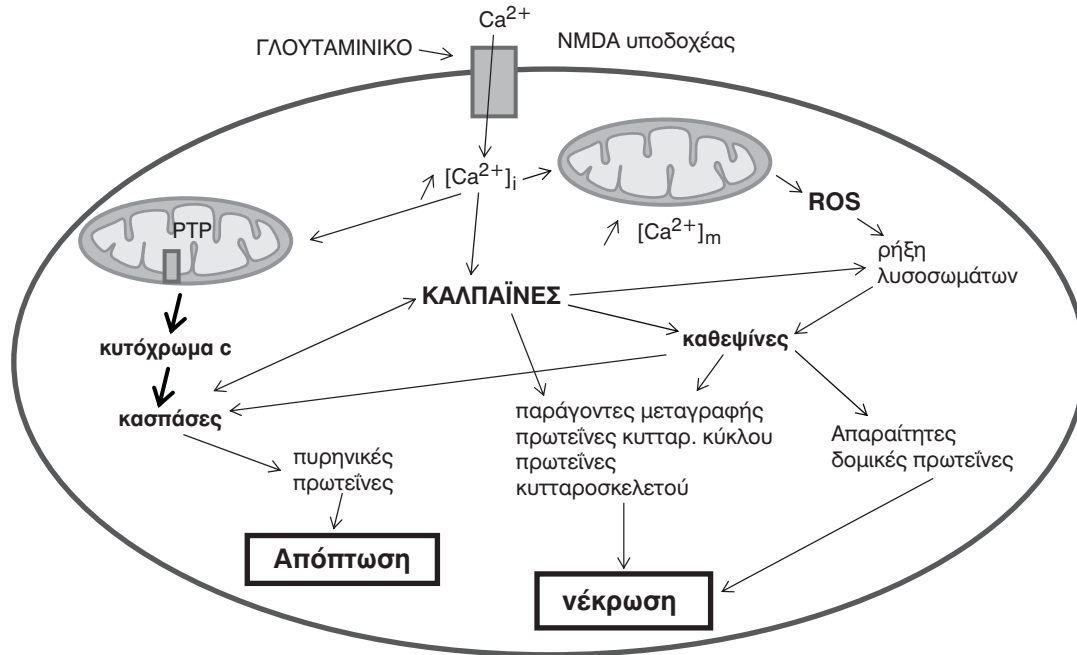 Ca2+
ΓΛΟΥΤΑΜΙΝΙΚΟ
NMDA υποδοχέας
[Ca2+]i
ROS
PTP
[Ca2+]m
ρήξη
λυσοσωμάτων
ΚΑΛΠΑΪΝΕΣ
κυτόχρωμα c
καθεψίνες
κασπάσες
παράγοντες μεταγραφής
πρωτεΐνες κυτταρ. κύκλου
πρωτεΐνες
κυτταροσκελετού
Απαραίτητες
δομικές πρωτεΐνες
πυρηνικές
πρωτεΐνες
Απόπτωση
νέκρωση